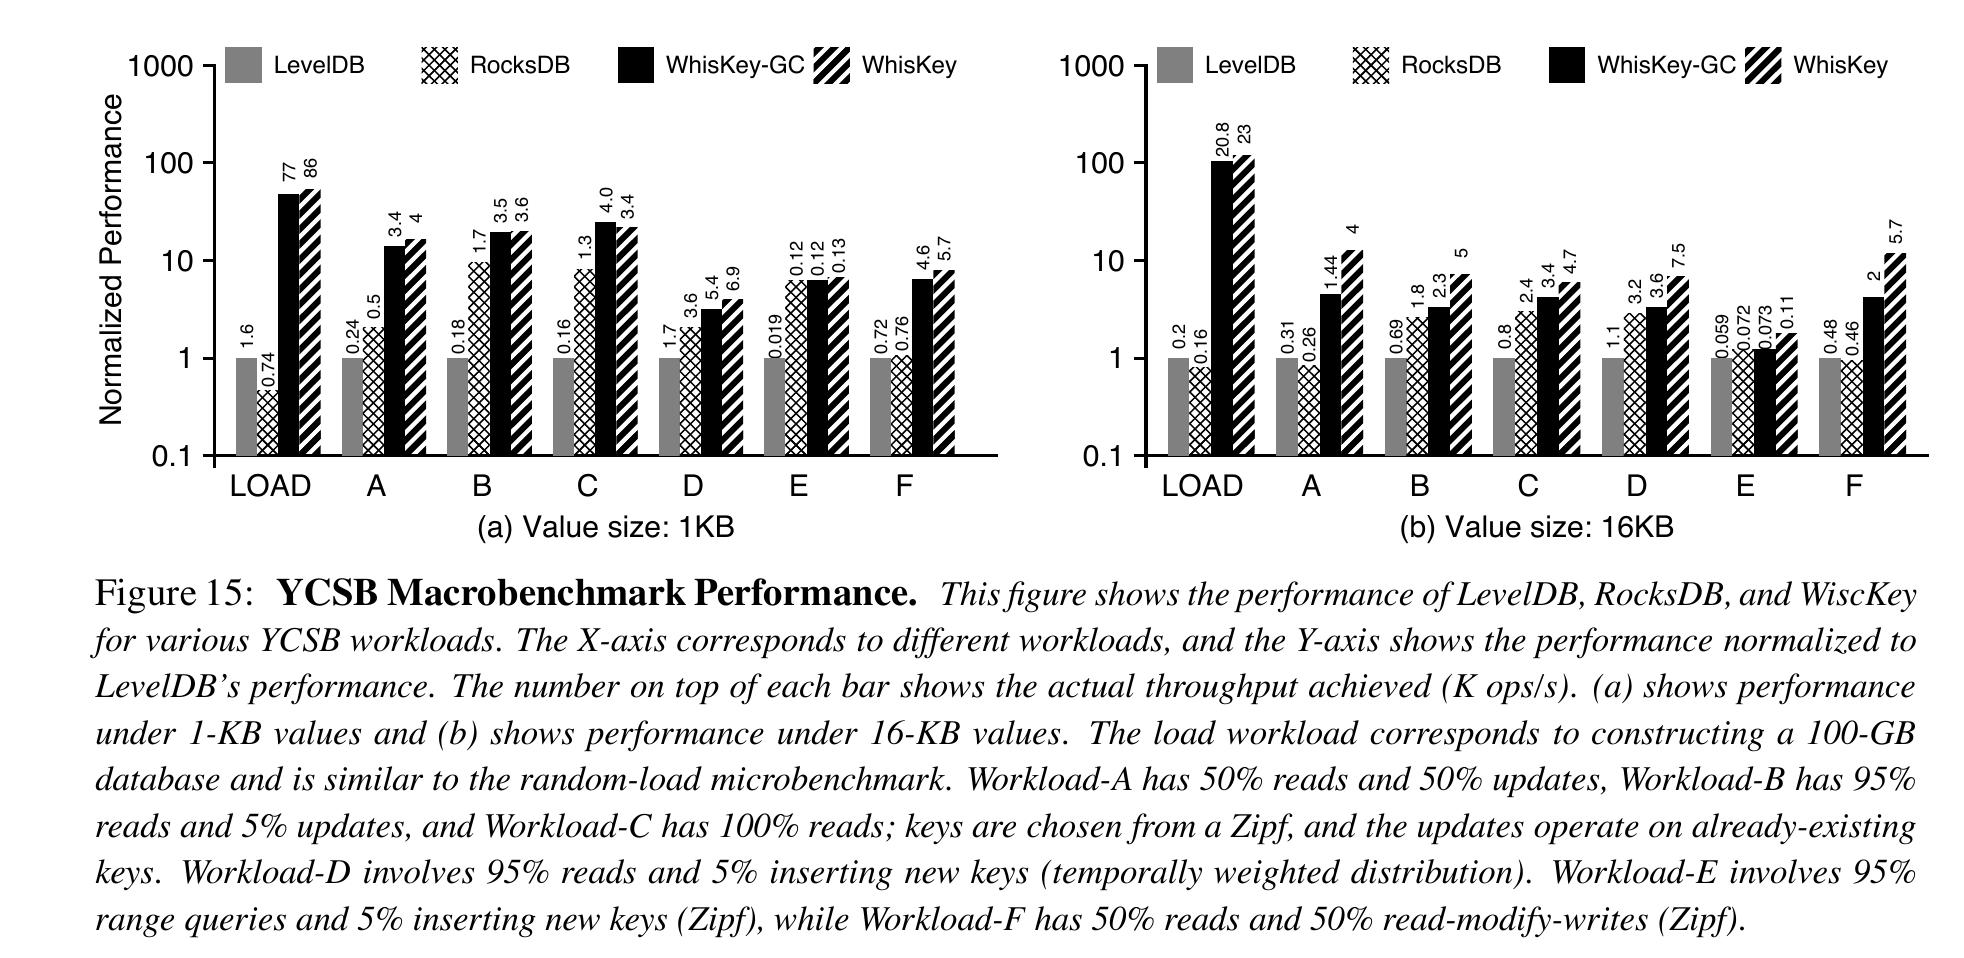 1000 LevelDB RocksDB WhisKey-GC WhisKey
Normalized Performance
100
10
1
0.1
1.6 0.74 77 86
0.24 0.5 3.4 4
0.18 1.7 3.5 3.6
0.16 1.3 4.0 3.4
1.7 3.6 5.4 6.9
0.019 0.12 0.12 0.13
0.72 0.76 4.6 5.7
LOAD A B C D E F
(a) Value size: 1KB
1000 LevelDB RocksDB WhisKey-GC WhisKey
100
10
1
0.1
0.2 0.16 20.8 23
0.31 0.26 1.44 4
0.69 1.8 2.3 5
0.8 2.4 3.4 4.7
1.1 3.2 3.6 7.5
0.059 0.072 0.073 0.11
0.48 0.46 2 5.7
LOAD A B C D E F
(b) Value size: 16KB
Figure 15: YCSB Macrobenchmark Performance. This figure shows the performance of LevelDB, RocksDB, and WiscKey
for various YCSB workloads. The X-axis corresponds to different workloads, and the Y-axis shows the performance normalized to
LevelDB's performance. The number on top of each bar shows the actual throughput achieved (K ops/s). (a) shows performance
under 1-KB values and (b) shows performance under 16-KB values. The load workload corresponds to constructing a 100-GB
database and is similar to the random-load microbenchmark. Workload-A has 50% reads and 50% updates, Workload-B has 95%
reads and 5% updates, and Workload-C has 100% reads; keys are chosen from a Zipf, and the updates operate on already-existing
keys. Workload-D involves 95% reads and 5% inserting new keys (temporally weighted distribution). Workload-E involves 95%
range queries and 5% inserting new keys (Zipf), while Workload-F has 50% reads and 50% read-modify-writes (Zipf).